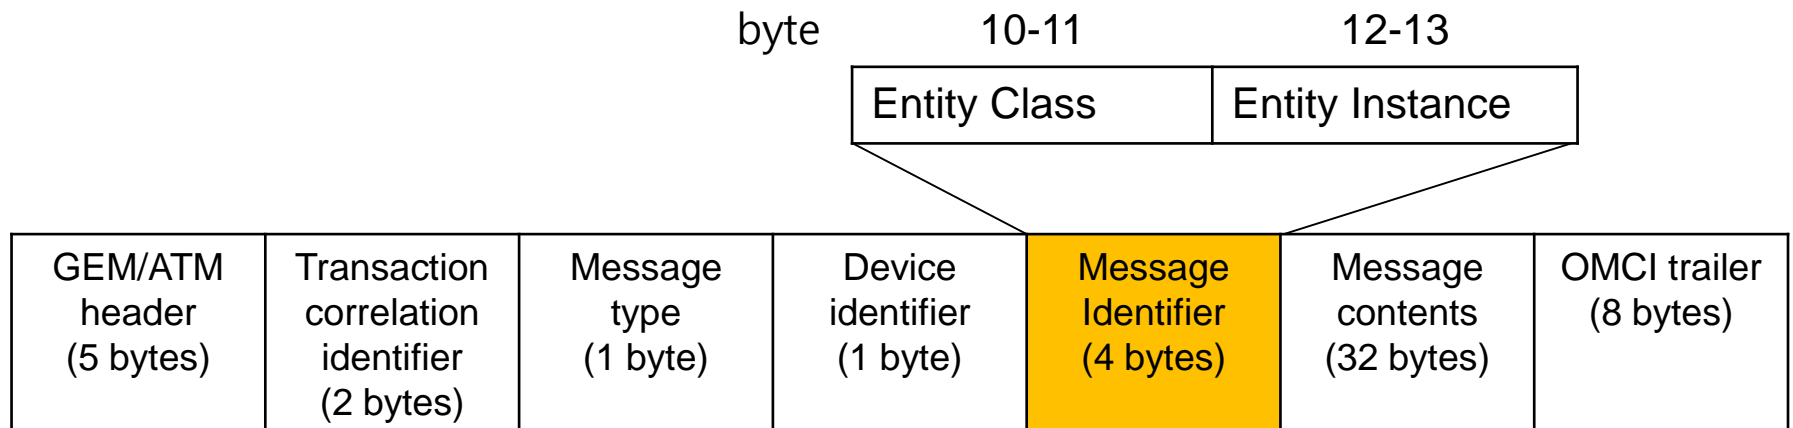 byte 10-11 12-13
Entity Class Entity Instance
GEM/ATM header (5 bytes)
Transaction correlation identifier (2 bytes)
Message type (1 byte)
Device identifier (1 byte)
Message Identifier (4 bytes)
Message contents (32 bytes)
OMCI trailer (8 bytes)